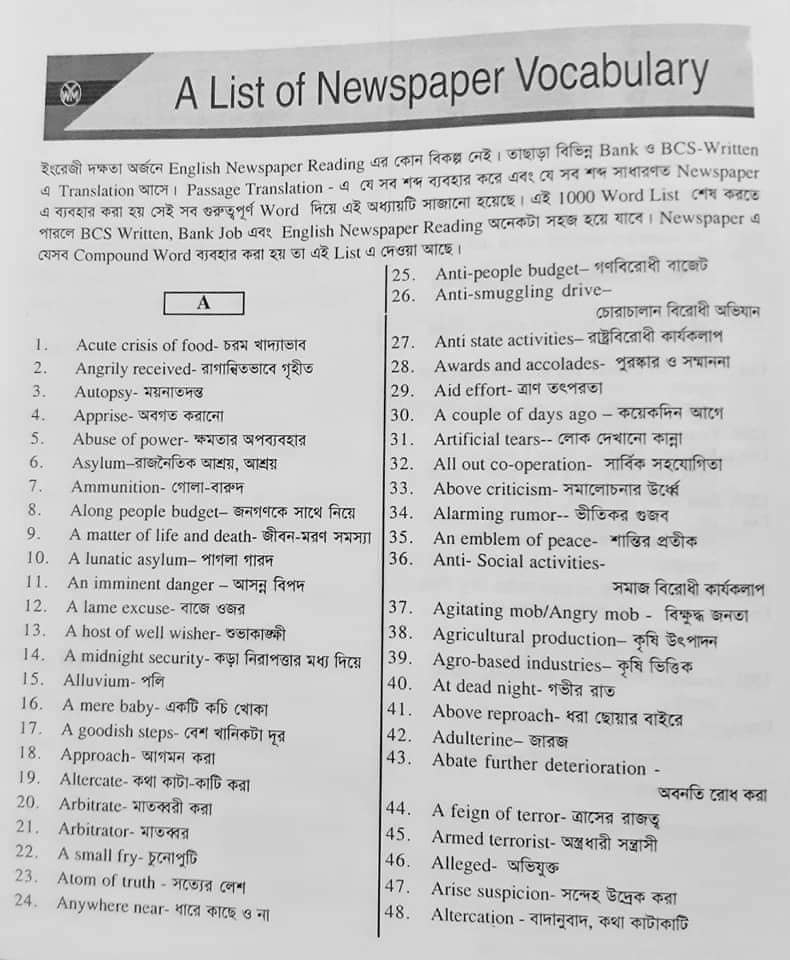 WM
A List of Newspaper Vocabulary
ইংরেজী দক্ষতা অর্জনে English Newspaper Reading এর কোন বিকল্প নেই। তাছাড়া বিভিন্ন Bank ও BCS-Written
এ Translation আসে। Passage Translation - এ যে সব শব্দ ব্যবহার করে এবং যে সব শব্দ সাধারণত Newspaper
এ ব্যবহার করা হয় সেই সব গুরুত্বপূর্ণ Word দিয়ে এই অধ্যায়টি সাজানো হয়েছে। এই 1000 Word List শেষ করতে
পারলে BCS Written, Bank Job এবং English Newspaper Reading অনেকটা সহজ হয়ে যাবে। Newspaper এ
যেসব Compound Word ব্যবহার করা হয় তা এই List এ দেওয়া আছে।
A
1. Acute crisis of food- চরম খাদ্যাভাব
2. Angrily received- রাগান্বিতভাবে গৃহীত
3. Autopsy- ময়নাতদন্ত
4. Apprise- অবগত করানো
5. Abuse of power- ক্ষমতার অপব্যবহার
6. Asylum–রাজনৈতিক আশ্রয়, আশ্রয়
7. Ammunition- গোলা-বারুদ
8. Along people budget– জনগণকে সাথে নিয়ে
9. A matter of life and death- জীবন-মরণ সমস্যা
10. A lunatic asylum– পাগলা গারদ
11. An imminent danger – আসন্ন বিপদ
12. A lame excuse- বাজে ওজর
13. A host of well wisher- শুভাকাঙ্ক্ষী
14. A midnight security- কড়া নিরাপত্তার মধ্য দিয়ে
15. Alluvium- পলি
16. A mere baby- একটি কচি খোকা
17. A goodish steps- বেশ খানিকটা দূর
18. Approach- আগমন করা
19. Altercate- কথা কাটা-কাটি করা
20. Arbitrate- মাতব্বরী করা
21. Arbitrator- মাতব্বর
22. A small fry- চুনোপুটি
23. Atom of truth - সত্যের লেশ
24. Anywhere near- ধারে কাছে ও না
25. Anti-people budget– গণবিরোধী বাজেট
26. Anti-smuggling drive–
চোরাচালান বিরোধী অভিযান
27. Anti state activities– রাষ্ট্রবিরোধী কার্যকলাপ
28. Awards and accolades- পুরস্কার ও সম্মাননা
29. Aid effort- ত্রাণ তৎপরতা
30. A couple of days ago – কয়েকদিন আগে
31. Artificial tears-- লোক দেখানো কান্না
32. All out co-operation- সার্বিক সহযোগিতা
33. Above criticism- সমালোচনার উর্ধ্বে
34. Alarming rumor-- ভীতিকর গুজব
35. An emblem of peace- শান্তির প্রতীক
36. Anti- Social activities-
সমাজ বিরোধী কার্যকলাপ
37. Agitating mob/Angry mob - বিক্ষুদ্ধ জনতা
38. Agricultural production– কৃষি উৎপাদন
39. Agro-based industries– কৃষি ভিত্তিক
40. At dead night- গভীর রাত
41. Above reproach- ধরা ছোয়ার বাইরে
42. Adulterine– জারজ
43. Abate further deterioration -
অবনতি রোধ করা
44. A feign of terror- ত্রাসের রাজত্ব
45. Armed terrorist- অস্ত্রধারী সন্ত্রাসী
46. Alleged- অভিযুক্ত
47. Arise suspicion- সন্দেহ উদ্রেক করা
48. Altercation - বাদানুবাদ, কথা কাটাকাটি